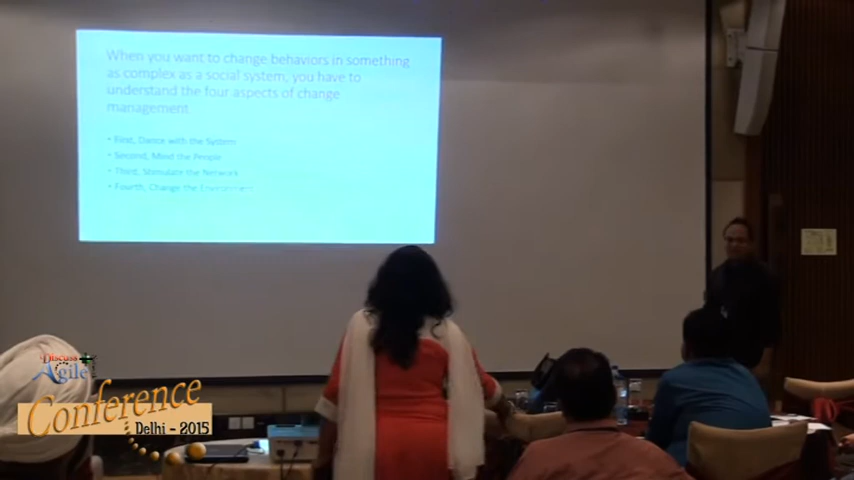 When you want to change behaviors in something
as complex as a social system, you have to
understand the four aspects of change
management
• First, Dance with the System
• Second, Mind the People
• Third, Stimulate the Network
• Fourth, Change the Environment
Discuss
Agile
Conference
Delhi - 2015